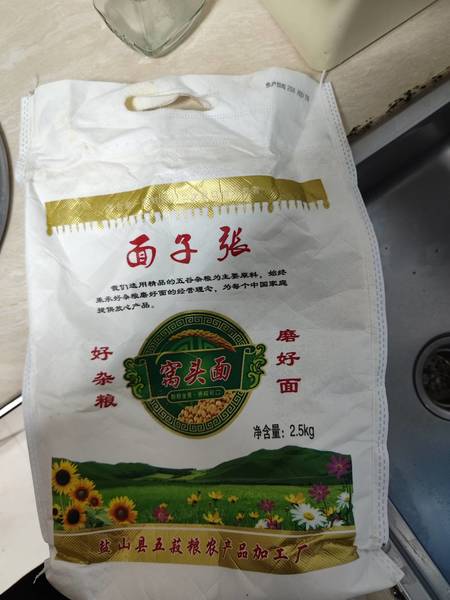 面子张
我们选用精品的五谷杂粮为主要原料，始终
秉承好杂粮磨好面的经营理念，为每个中国家庭
提供放心产品。
好杂粮
窝头面
磨好面
净含量：2.5kg
盐山县五菽粮农产品加工厂